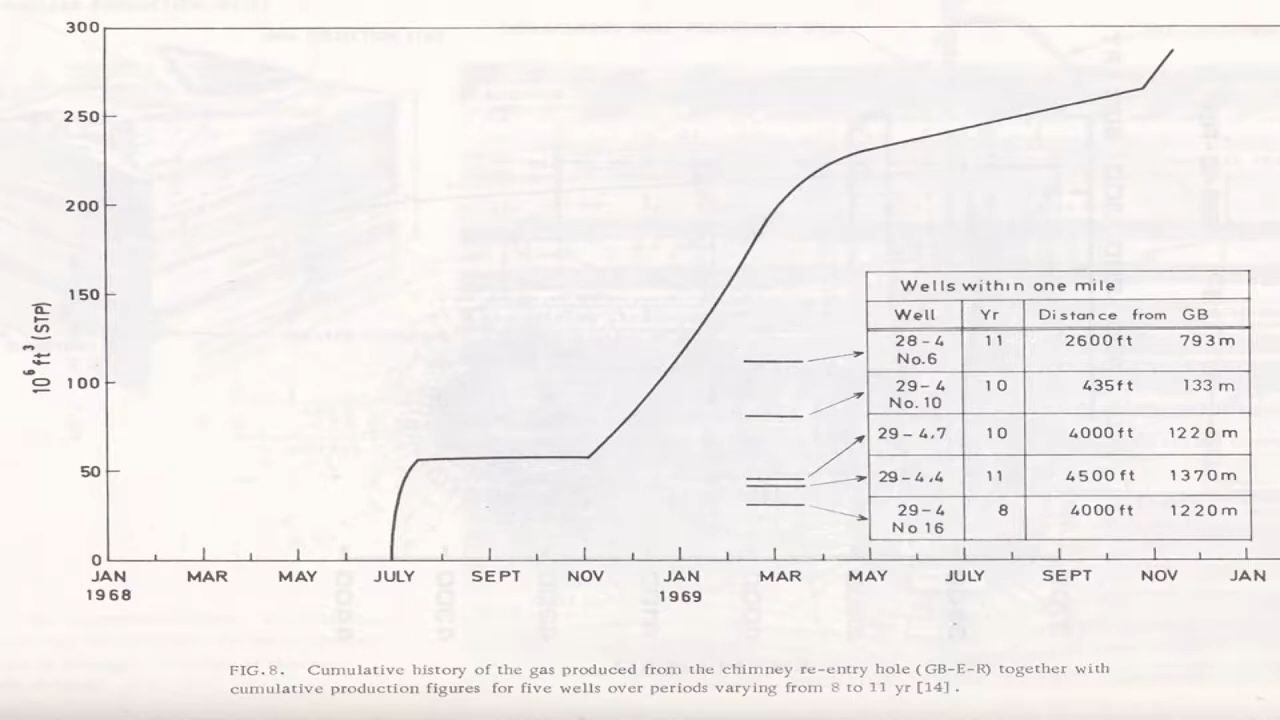 300
250
200
150
100
50
0
10⁶ ft³ (STP)
JAN MAR MAY JULY SEPT NOV JAN MAR MAY JULY SEPT NOV JAN
1968 1969
Wells within one mile
Well Yr Distance from GB
28-4 No.6 11 2600ft 793m
29-4 No.10 10 435ft 133m
29-4.7 10 4000ft 1220m
29-4.4 11 4500ft 1370m
29-4 No 16 8 4000ft 1220m
FIG.8. Cumulative history of the gas produced from the chimney re-entry hole (GB-E-R) together with
cumulative production figures for five wells over periods varying from 8 to 11 yr [14].